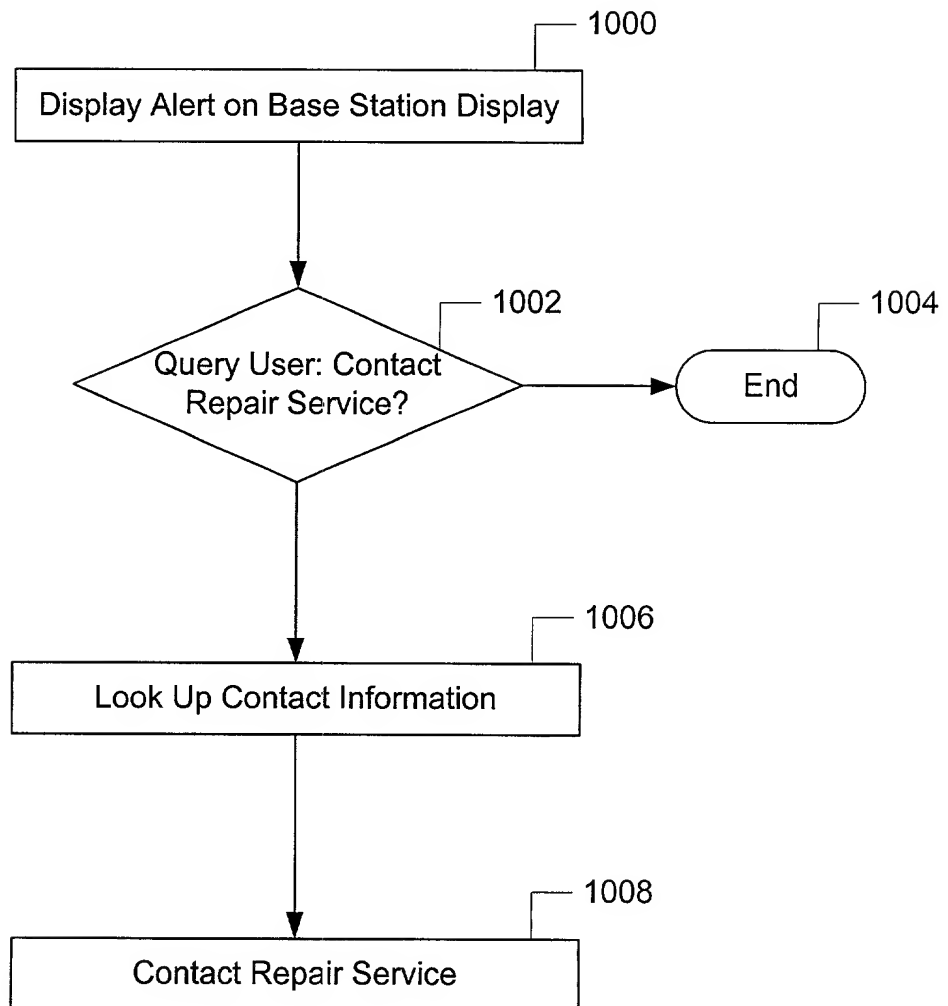 1000
Display Alert on Base Station Display
1002
Query User: Contact
Repair Service?
1004
End
1006
Look Up Contact Information
1008
Contact Repair Service